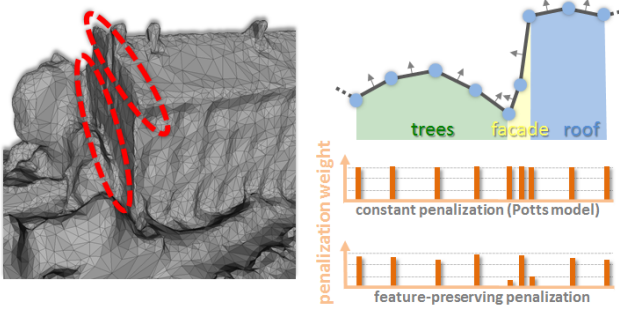 trees facade roof
penalization weight
constant penalization (Potts model)
feature-preserving penalization